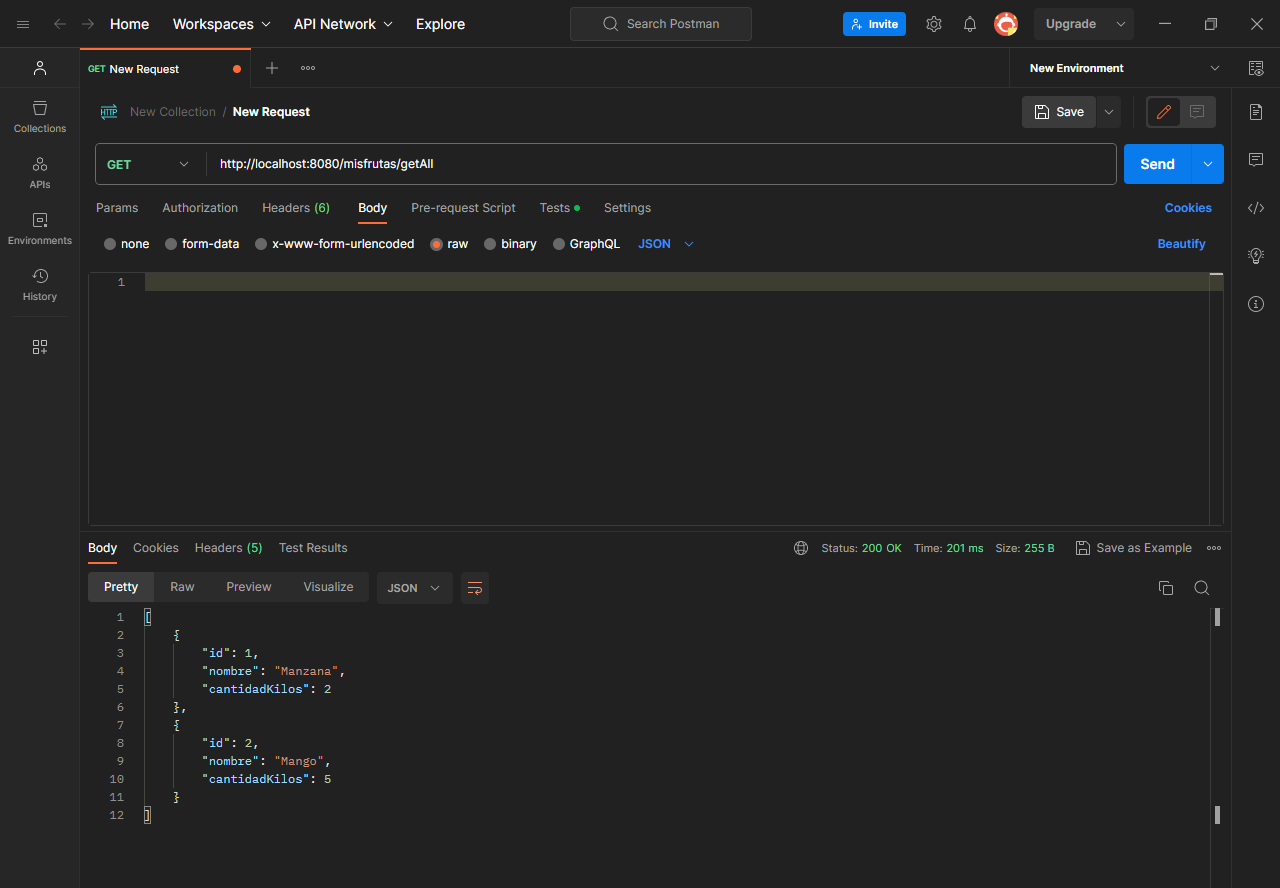 Home Workspaces API Network Explore Search Postman Invite Upgrade
GET New Request New Environment
HTTP New Collection / New Request Save
Collections
APIs
Environments
History
GET http://localhost:8080/misfrutas/getAll Send
Params Authorization Headers (6) Body Pre-request Script Tests Settings Cookies
none form-data x-www-form-urlencoded raw binary GraphQL JSON Beautify
1
Body Cookies Headers (5) Test Results Status: 200 OK Time: 201 ms Size: 255 B Save as Example
Pretty Raw Preview Visualize JSON
1 [
2 {
3 "id": 1,
4 "nombre": "Manzana",
5 "cantidadKilos": 2
6 },
7 {
8 "id": 2,
9 "nombre": "Mango",
10 "cantidadKilos": 5
11 }
12 ]